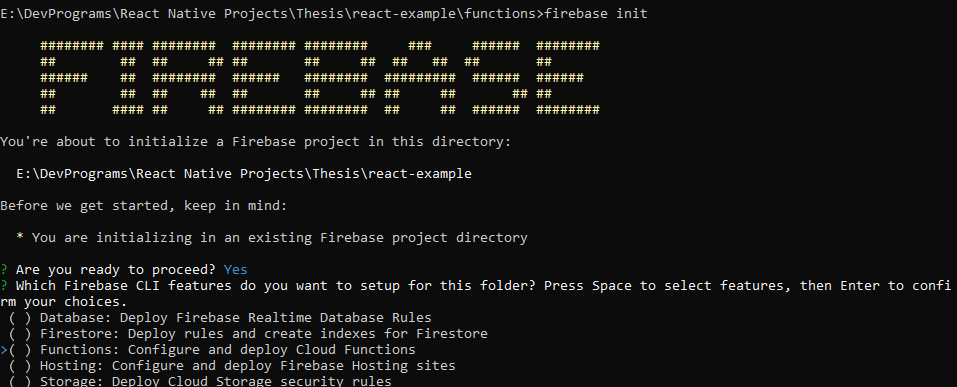 E:\DevPrograms\React Native Projects\Thesis\react-example\functions>firebase init
FIREBASE
You're about to initialize a Firebase project in this directory:
E:\DevPrograms\React Native Projects\Thesis\react-example
Before we get started, keep in mind:
* You are initializing in an existing Firebase project directory
? Are you ready to proceed? Yes
? Which Firebase CLI features do you want to setup for this folder? Press Space to select features, then Enter to confi
rm your choices.
( ) Database: Deploy Firebase Realtime Database Rules
( ) Firestore: Deploy rules and create indexes for Firestore
>( ) Functions: Configure and deploy Cloud Functions
( ) Hosting: Configure and deploy Firebase Hosting sites
( ) Storage: Deploy Cloud Storage security rules